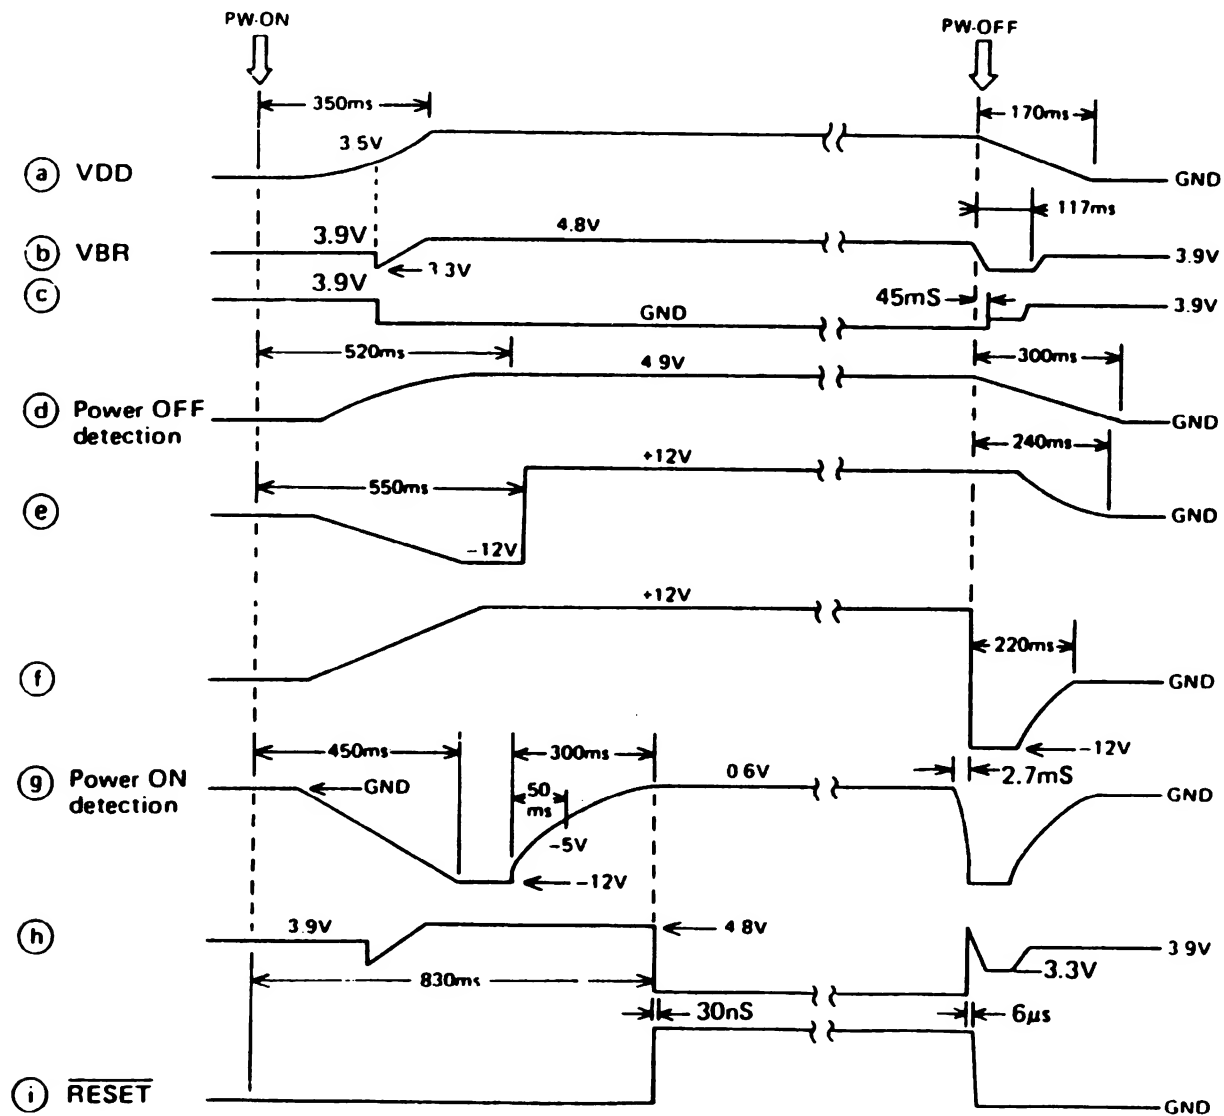 PW-ON
PW-OFF
350ms
170ms
3 5V
ⓐ VDD
GND
117ms
3.9V
4.8V
ⓑ VBR
3.9V
3.3V
ⓒ
3.9V
45mS
3.9V
GND
520ms
300ms
4 9V
ⓓ Power OFF
detection
GND
240ms
+12V
550ms
ⓔ
GND
-12V
+12V
220ms
ⓕ
GND
450ms
300ms
-12V
ⓖ Power ON
detection
GND
50
ms
0 6V
2.7mS
GND
-5V
-12V
ⓗ
3.9V
4 8V
3 9V
3.3V
830ms
30nS
6μs
ⓘ RESET
GND